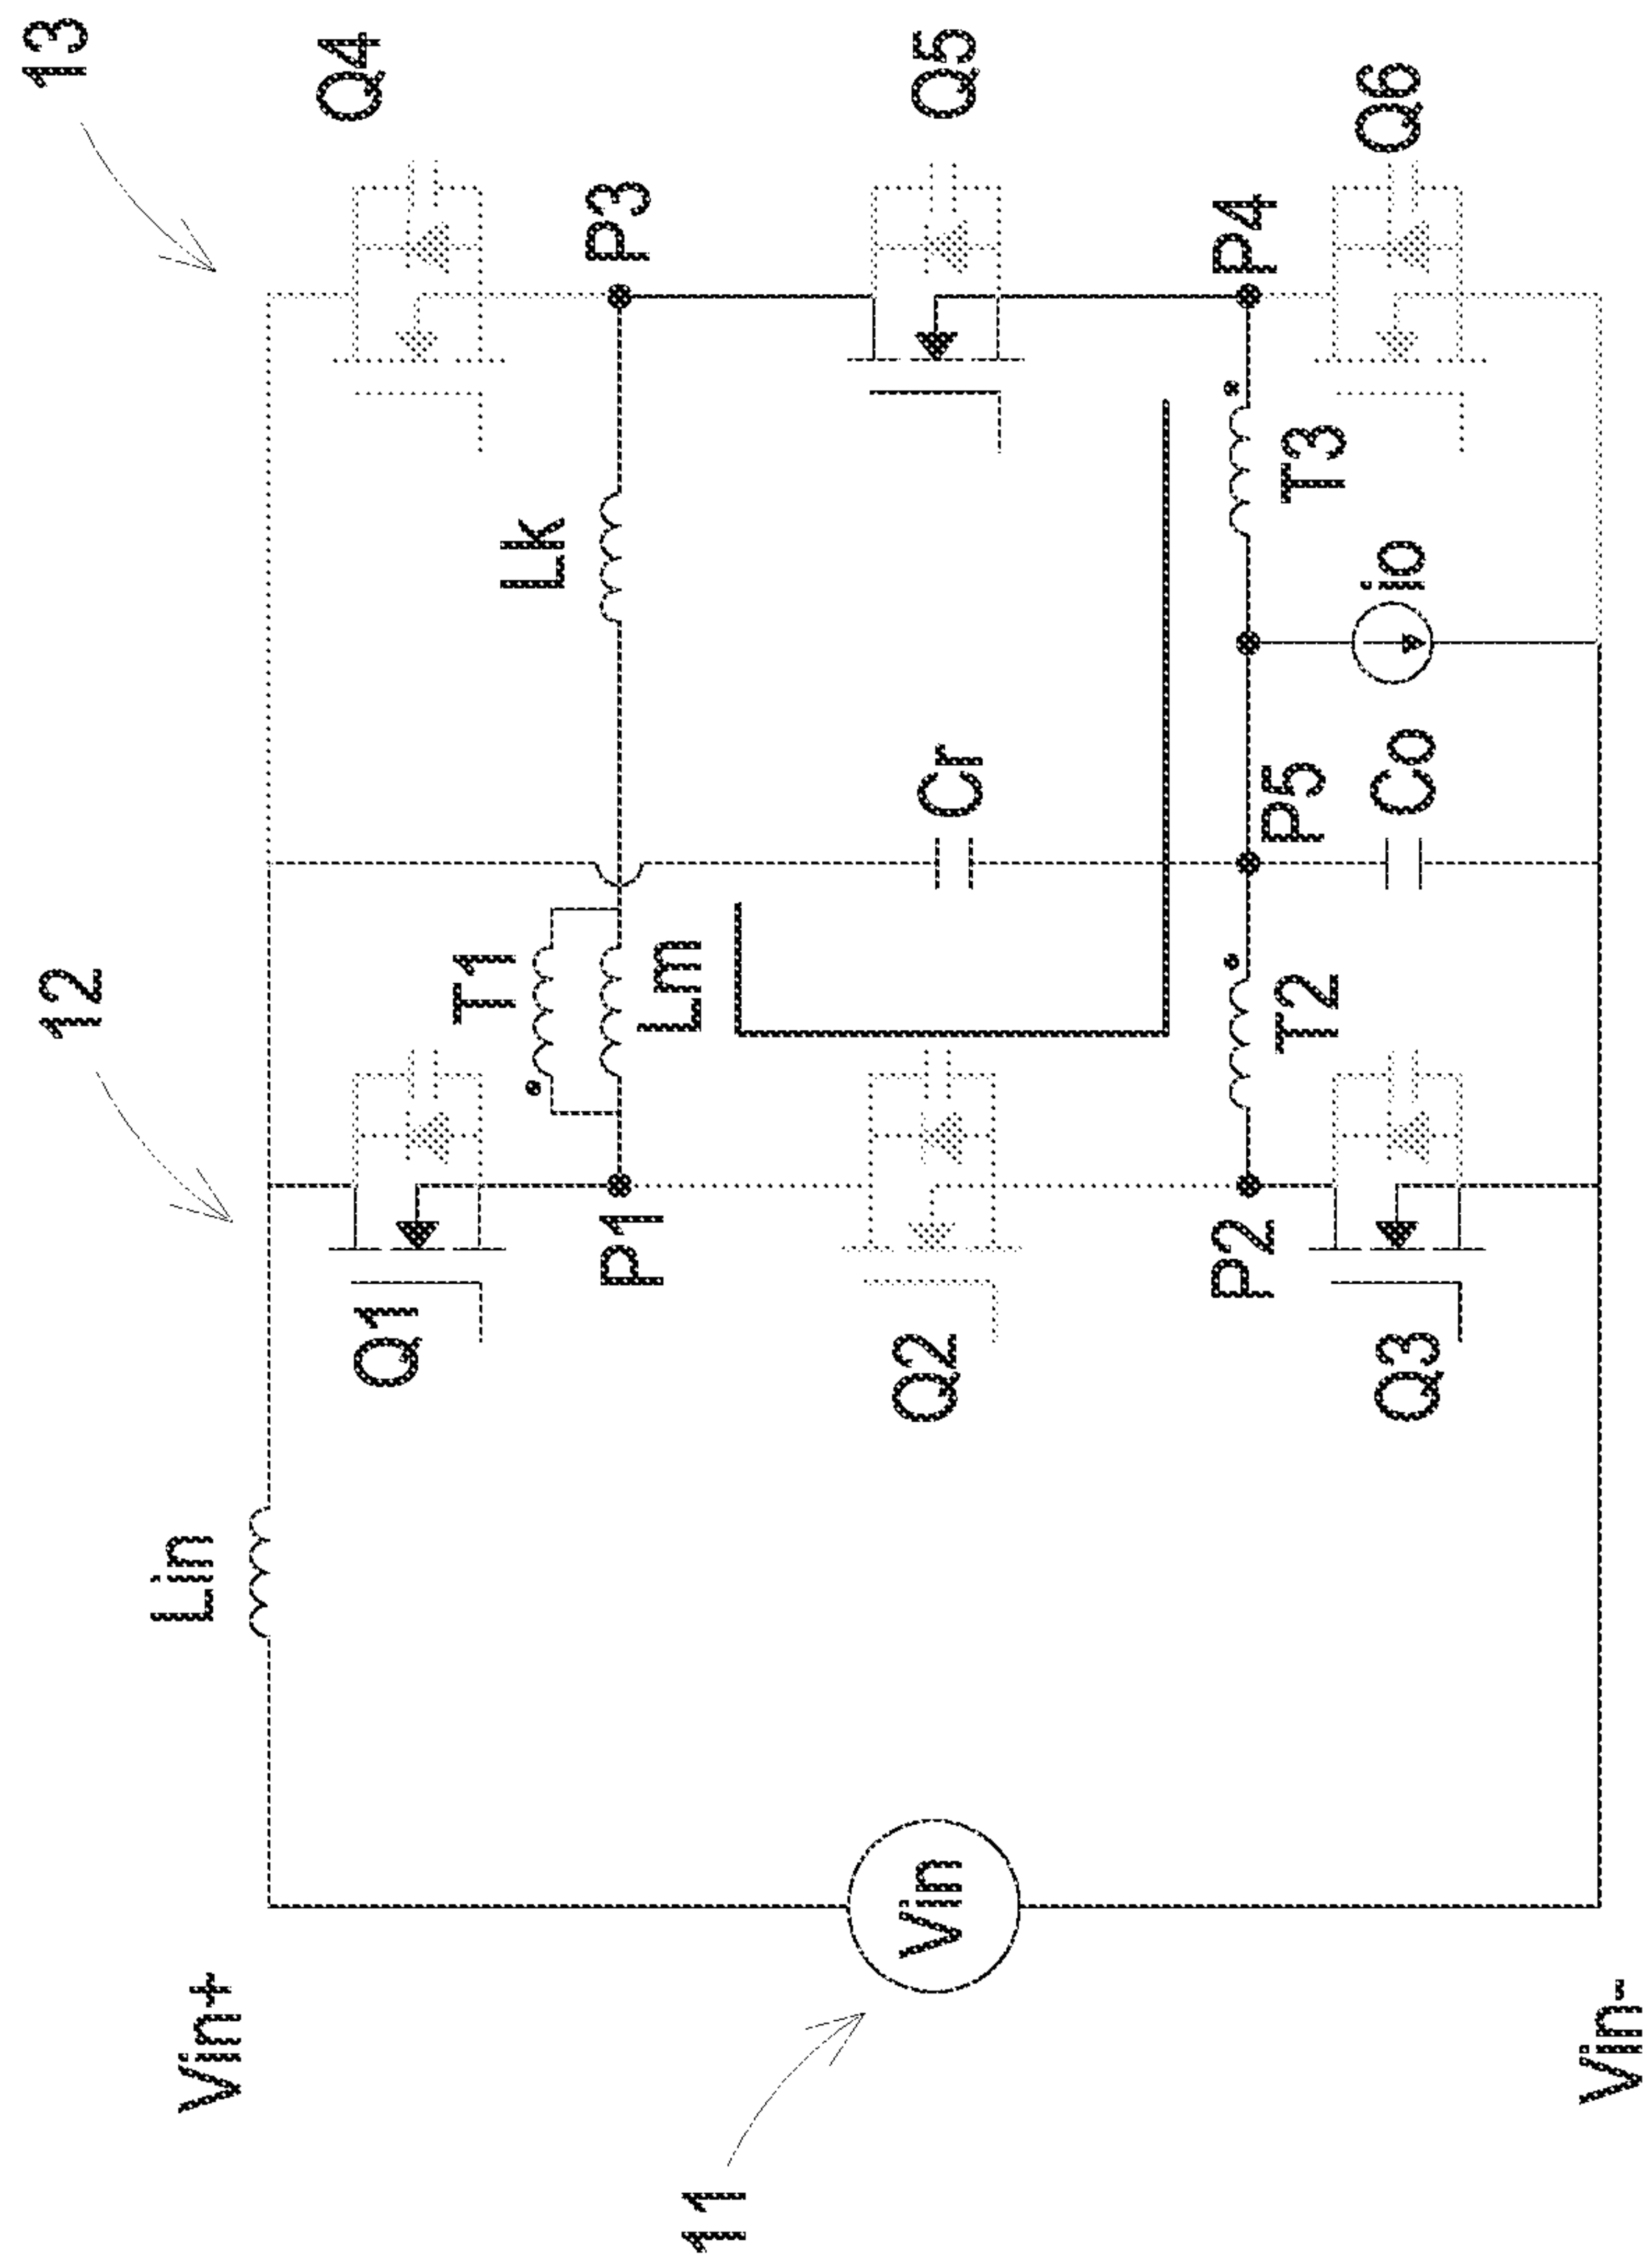 13
Q4
Q5
Q6
P3
P4
Lk
T3
io
12
Cr
P5
Co
T1
Lm
T2
Q1
P1
Q2
P2
Q3
Lin
Vin
Vin+
Vin-
11